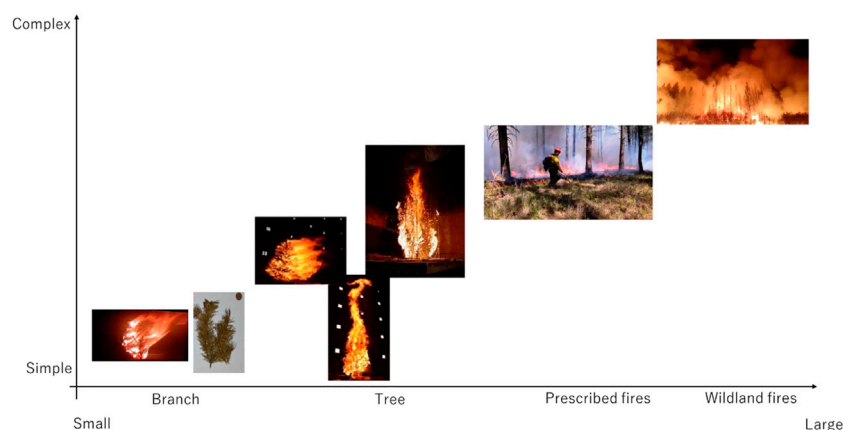 Complex
Simple
Branch
Tree
Prescribed fires
Wildland fires
Small
Large